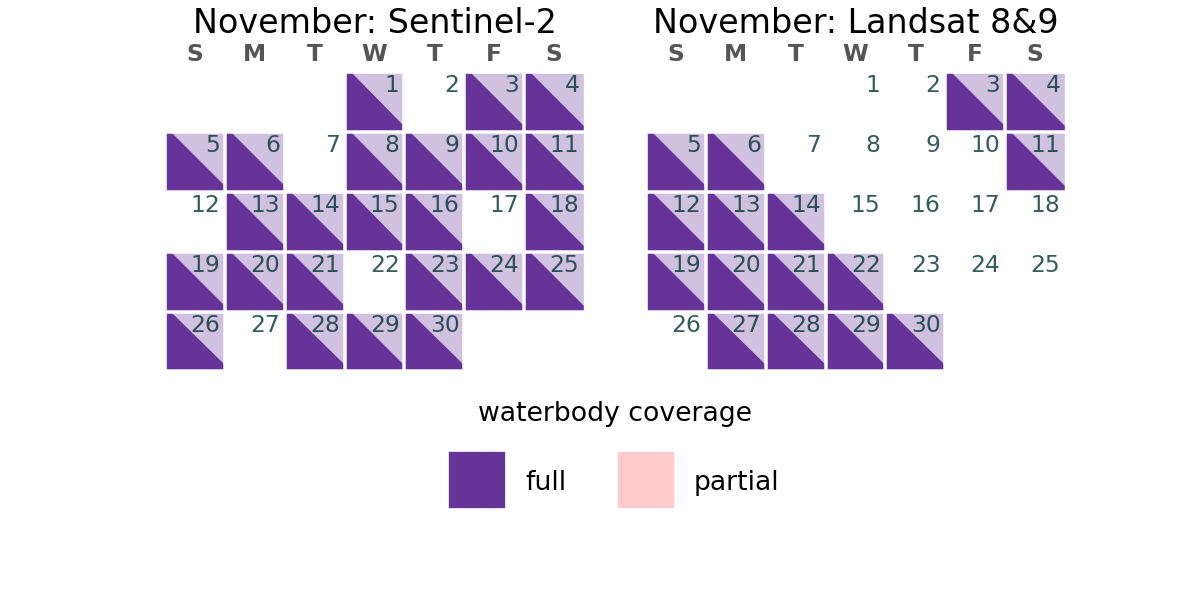 November: Sentinel-2
S M T W T F S
1 2 3 4
5 6 7 8 9 10 11
12 13 14 15 16 17 18
19 20 21 22 23 24 25
26 27 28 29 30
November: Landsat 8&9
S M T W T F S
1 2 3 4
5 6 7 8 9 10 11
12 13 14 15 16 17 18
19 20 21 22 23 24 25
26 27 28 29 30
waterbody coverage
full partial